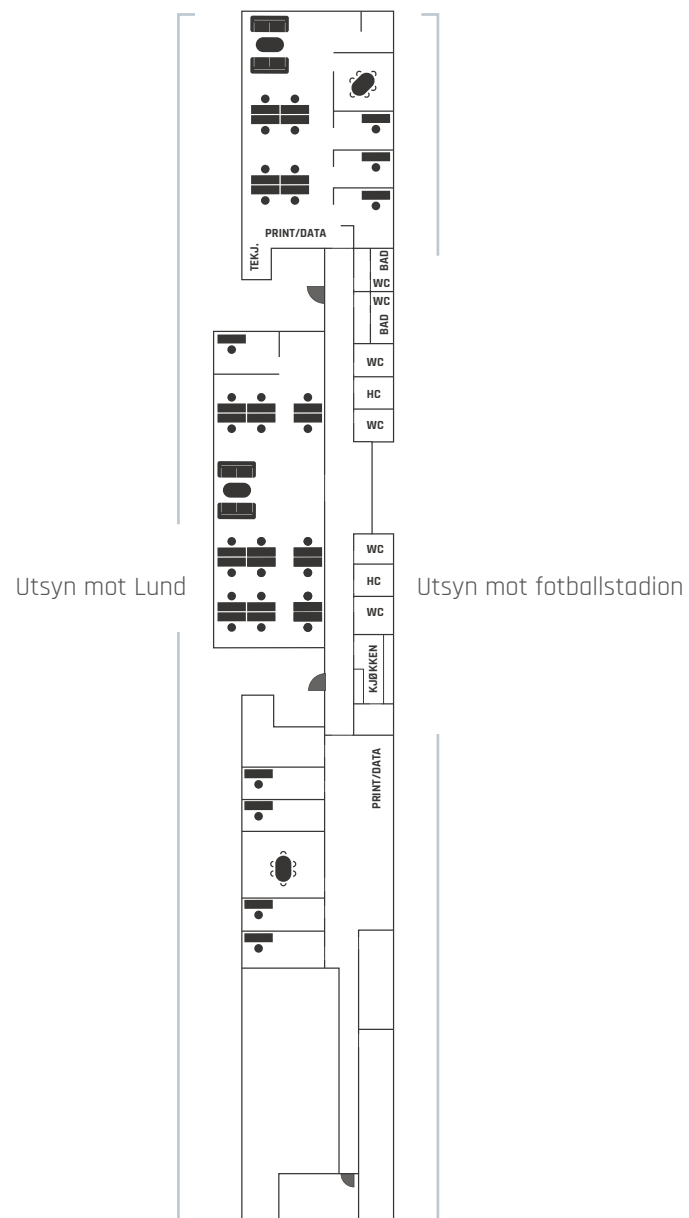 PRINT/DATA
TEKJ.
BAD
WC
WC
BAD
WC
HC
WC
WC
HC
WC
Utsyn mot Lund
Utsyn mot fotballstadion
KJØKKEN
PRINT/DATA